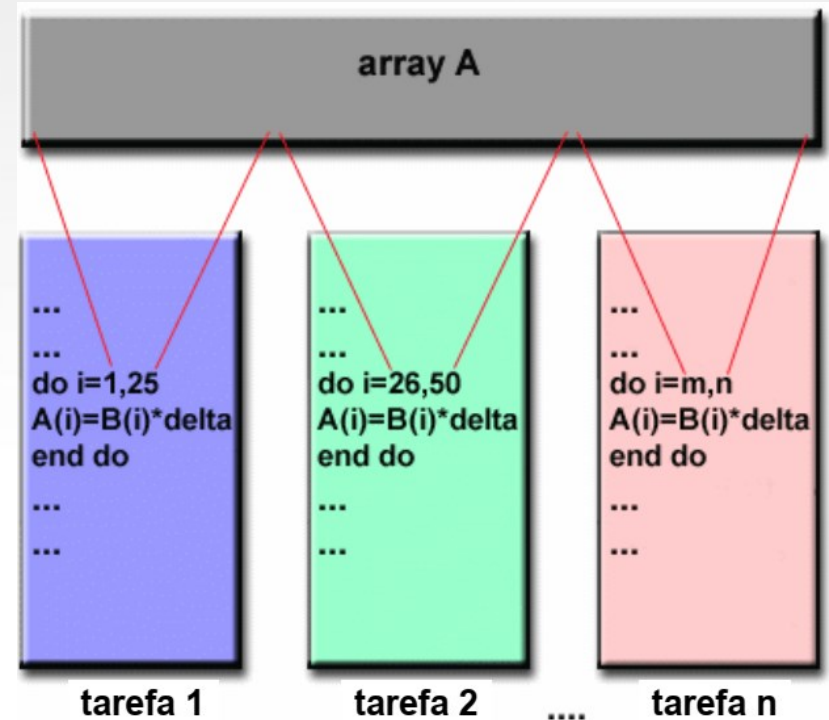 array A
...
...
do i=1,25
A(i)=B(i)*delta
end do
...
...
tarefa 1
...
...
do i=26,50
A(i)=B(i)*delta
end do
...
...
tarefa 2
....
...
...
do i=m,n
A(i)=B(i)*delta
end do
...
...
tarefa n